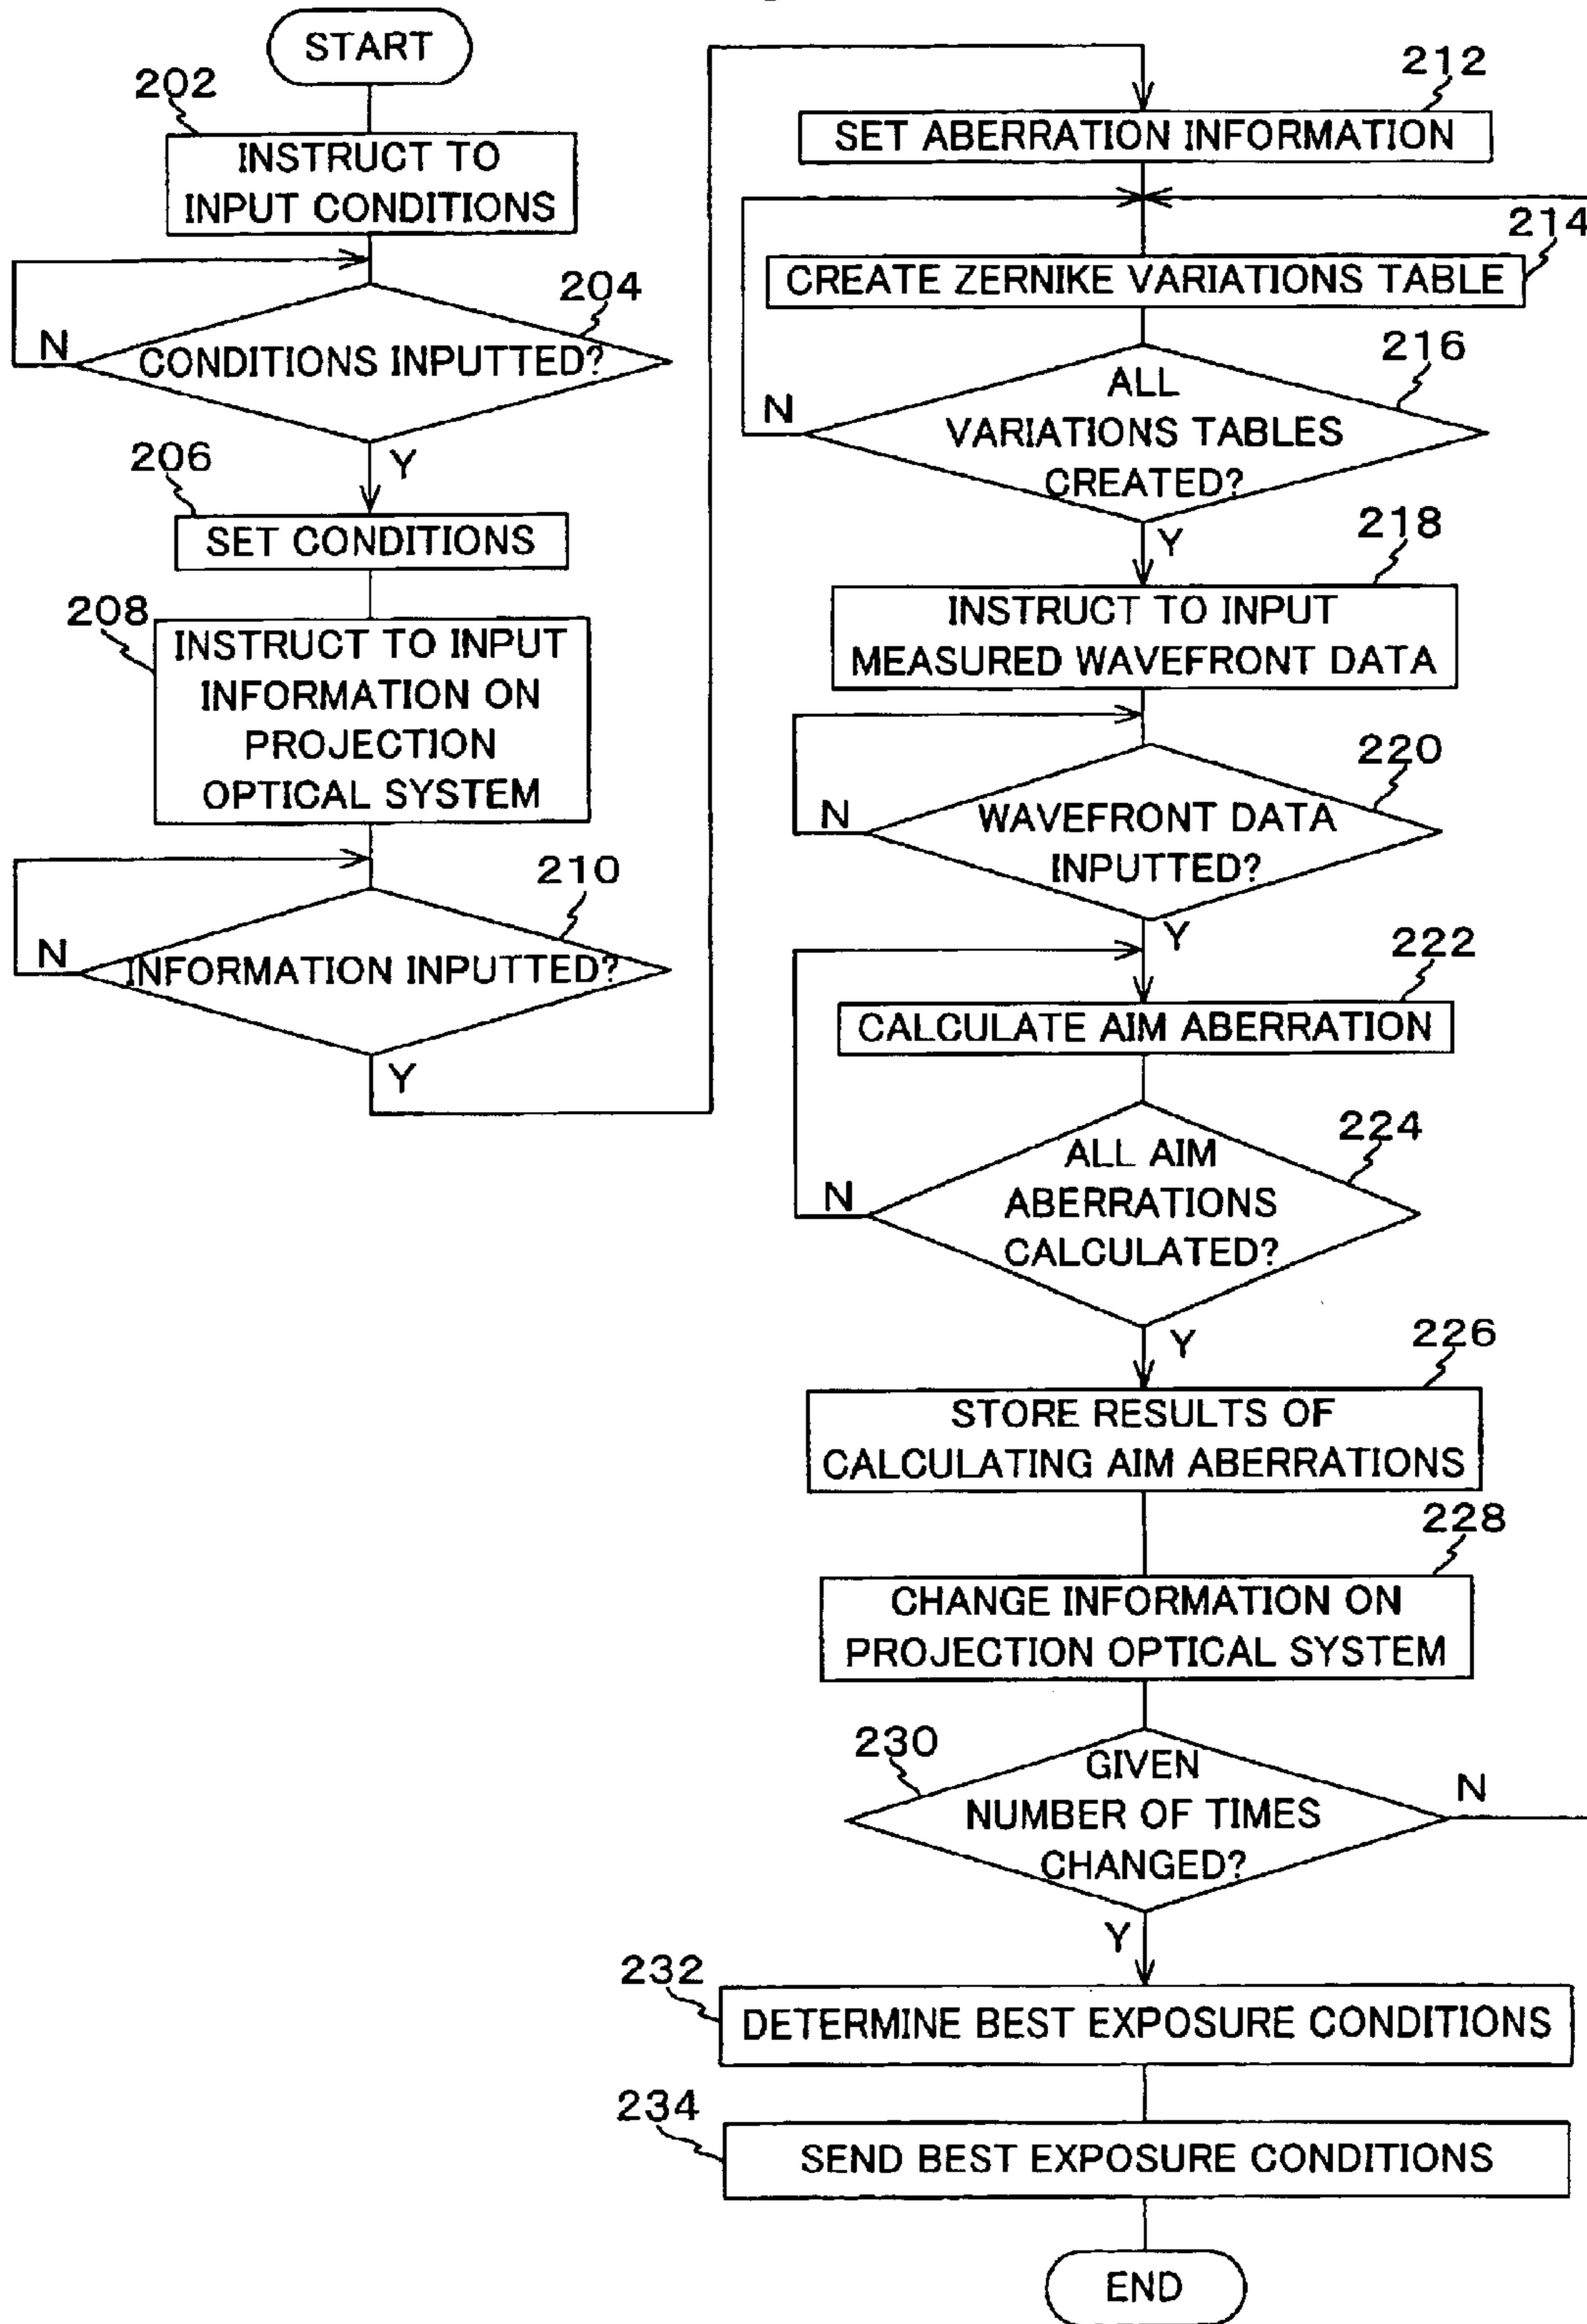 START
202
INSTRUCT TO
INPUT CONDITIONS
204
N
CONDITIONS INPUTTED?
Y
206
SET CONDITIONS
208
INSTRUCT TO INPUT
INFORMATION ON
PROJECTION
OPTICAL SYSTEM
210
N
INFORMATION INPUTTED?
Y
212
SET ABERRATION INFORMATION
214
CREATE ZERNIKE VARIATIONS TABLE
216
N
ALL
VARIATIONS TABLES
CREATED?
Y
218
INSTRUCT TO INPUT
MEASURED WAVEFRONT DATA
220
N
WAVEFRONT DATA
INPUTTED?
Y
222
CALCULATE AIM ABERRATION
224
N
ALL AIM
ABERRATIONS
CALCULATED?
Y
226
STORE RESULTS OF
CALCULATING AIM ABERRATIONS
228
CHANGE INFORMATION ON
PROJECTION OPTICAL SYSTEM
230
GIVEN
NUMBER OF TIMES
CHANGED?
N
Y
232
DETERMINE BEST EXPOSURE CONDITIONS
234
SEND BEST EXPOSURE CONDITIONS
END